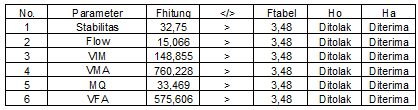 No. Parameter Fhitung </> Ftabel Ho Ha
1 Stabilitas 32,75 > 3,48 Ditolak Diterima
2 Flow 15,066 > 3,48 Ditolak Diterima
3 VIM 148,855 > 3,48 Ditolak Diterima
4 VMA 760,228 > 3,48 Ditolak Diterima
5 MQ 33,469 > 3,48 Ditolak Diterima
6 VFA 575,606 > 3,48 Ditolak Diterima